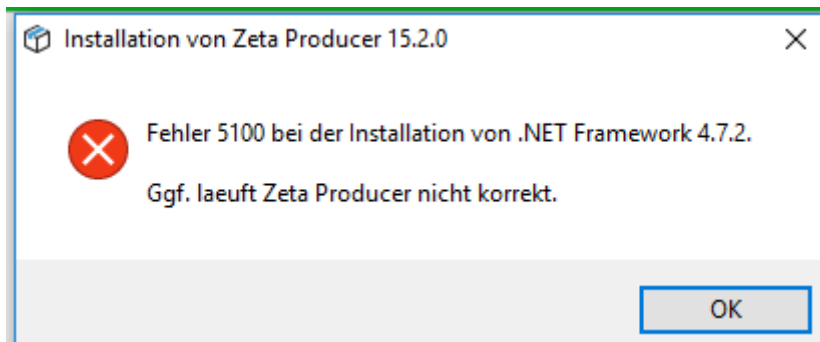 Installation von Zeta Producer 15.2.0
Fehler 5100 bei der Installation von .NET Framework 4.7.2.
Ggf. laeuft Zeta Producer nicht korrekt.
OK